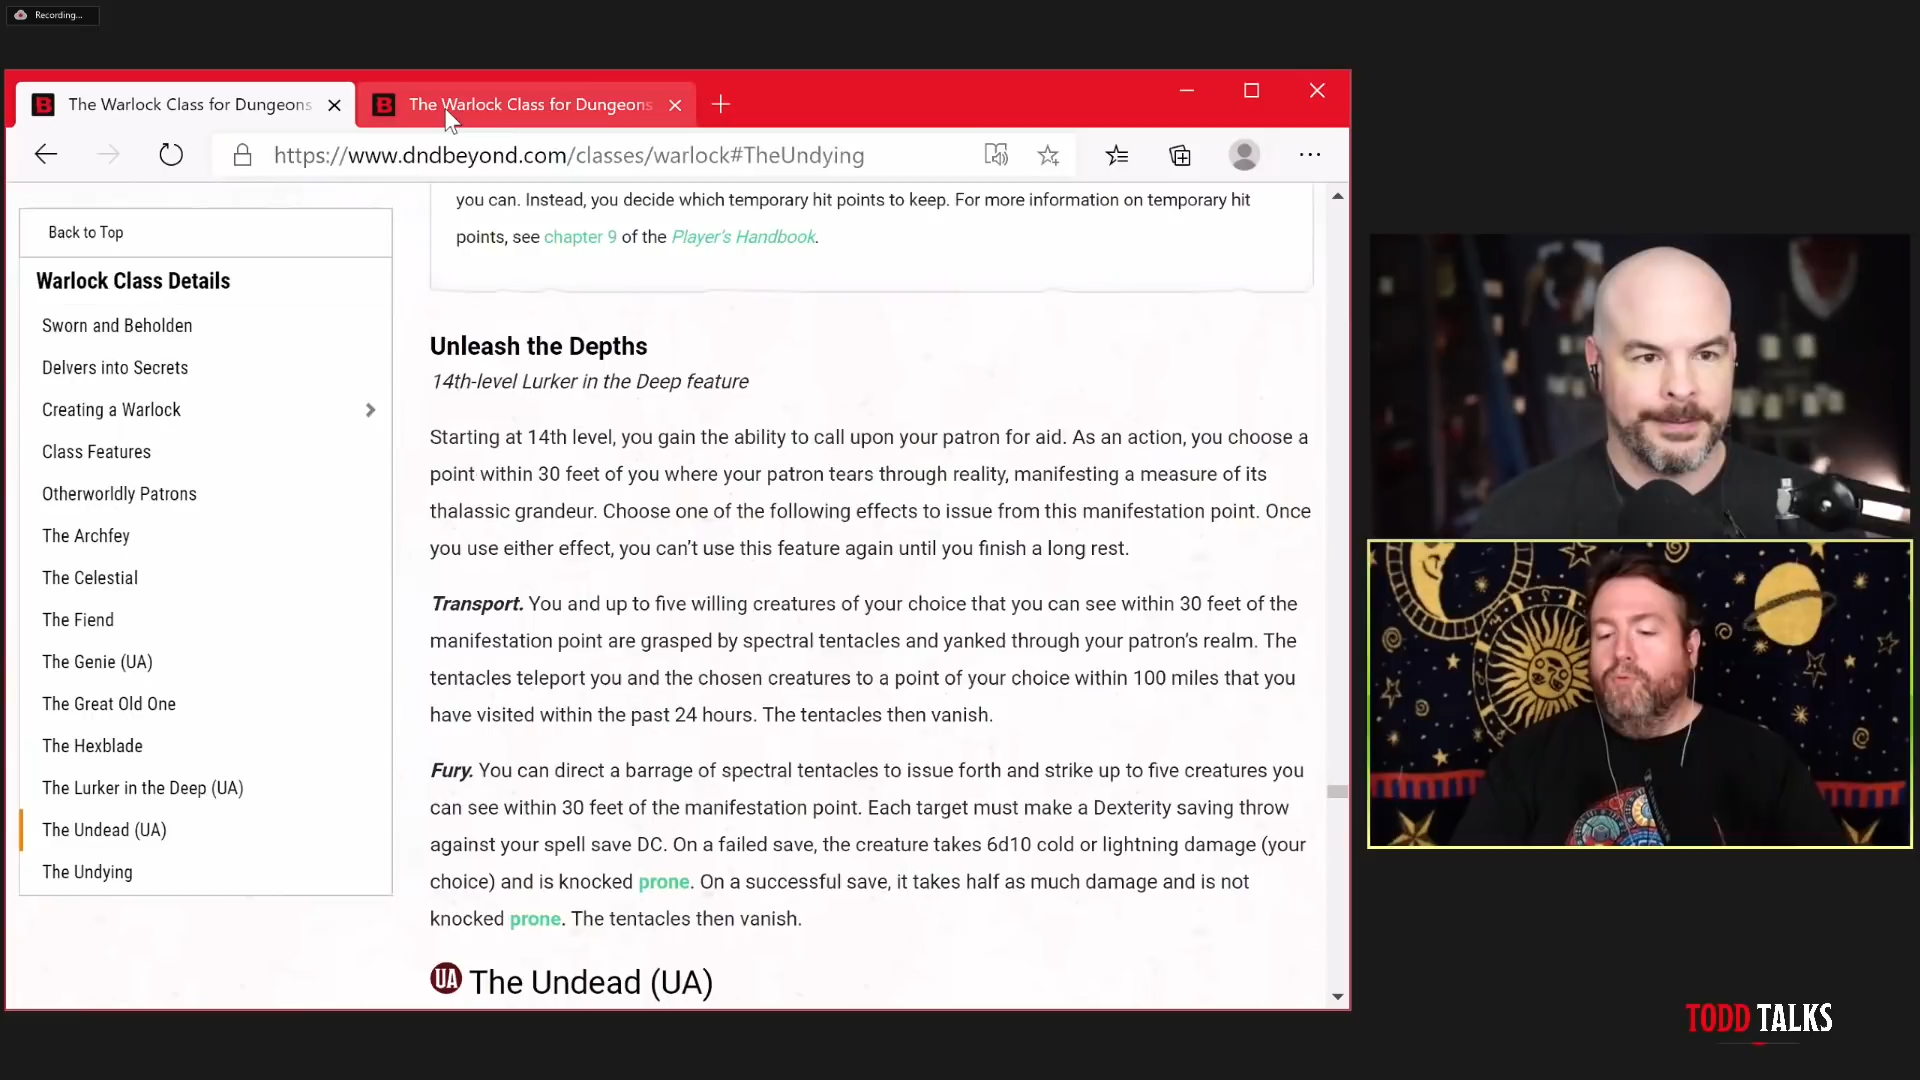 Recording...
The Warlock Class for Dungeons
The Warlock Class for Dungeons
https://www.dndbeyond.com/classes/warlock#TheUndying
Back to Top
Warlock Class Details
Sworn and Beholden
Delvers into Secrets
Creating a Warlock
Class Features
Otherworldly Patrons
The Archfey
The Celestial
The Fiend
The Genie (UA)
The Great Old One
The Hexblade
The Lurker in the Deep (UA)
The Undead (UA)
The Undying
you can. Instead, you decide which temporary hit points to keep. For more information on temporary hit
points, see chapter 9 of the Player's Handbook.
Unleash the Depths
14th-level Lurker in the Deep feature
Starting at 14th level, you gain the ability to call upon your patron for aid. As an action, you choose a
point within 30 feet of you where your patron tears through reality, manifesting a measure of its
thalassic grandeur. Choose one of the following effects to issue from this manifestation point. Once
you use either effect, you can't use this feature again until you finish a long rest.
Transport. You and up to five willing creatures of your choice that you can see within 30 feet of the
manifestation point are grasped by spectral tentacles and yanked through your patron's realm. The
tentacles teleport you and the chosen creatures to a point of your choice within 100 miles that you
have visited within the past 24 hours. The tentacles then vanish.
Fury. You can direct a barrage of spectral tentacles to issue forth and strike up to five creatures you
can see within 30 feet of the manifestation point. Each target must make a Dexterity saving throw
against your spell save DC. On a failed save, the creature takes 6d10 cold or lightning damage (your
choice) and is knocked prone. On a successful save, it takes half as much damage and is not
knocked prone. The tentacles then vanish.
UA The Undead (UA)
TODD TALKS